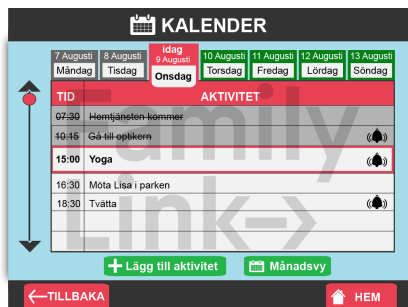 KALENDER
7 Augusti 8 Augusti idag 9 Augusti 10 Augusti 11 Augusti 12 Augusti 13 Augusti
Måndag Tisdag Onsdag Torsdag Fredag Lördag Söndag
TID AKTIVITET
07:30 Hemtjänsten kommer
10:15 Gå till optikern
15:00 Yoga
16:30 Möta Lisa i parken
18:30 Tvätta
Family
Link->
Lägg till aktivitet Månadsvy
TILLBAKA HEM